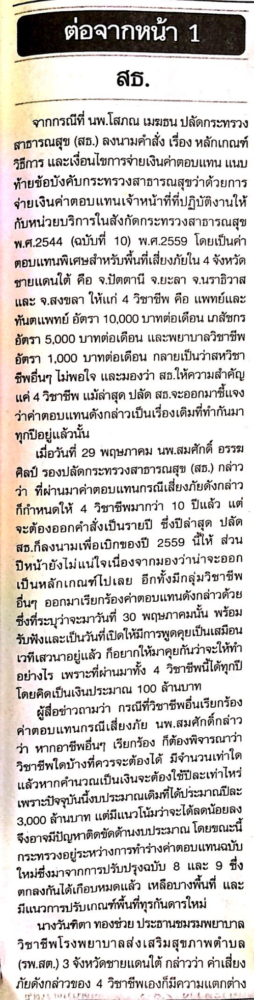 ต่อจากหน้า 1
สธ.
จากกรณีที่ นพ.โสภณ เมฆธน ปลัดกระทรวง
สาธารณสุข (สธ.) ลงนามคำสั่ง เรื่อง หลักเกณฑ์
วิธีการ และเงื่อนไขการจ่ายเงินค่าตอบแทน แนบ
ท้ายข้อบังคับกระทรวงสาธารณสุขว่าด้วยการ
จ่ายเงินค่าตอบแทนเจ้าหน้าที่ที่ปฏิบัติงานให้
กับหน่วยบริการในสังกัดกระทรวงสาธารณสุข
พ.ศ.2544 (ฉบับที่ 10) พ.ศ.2559 โดยเป็นค่า
ตอบแทนพิเศษสำหรับพื้นที่เสี่ยงภัยใน 4 จังหวัด
ชายแดนใต้ คือ จ.ปัตตานี จ.ยะลา จ.นราธิวาส
และ จ.สงขลา ให้แก่ 4 วิชาชีพ คือ แพทย์และ
ทันตแพทย์ อัตรา 10,000 บาทต่อเดือน เภสัชกร
อัตรา 5,000 บาทต่อเดือน และพยาบาลวิชาชีพ
อัตรา 1,000 บาทต่อเดือน กลายเป็นว่าสหวิชา
ชีพอื่นๆ ไม่พอใจ และมองว่า สธ.ให้ความสำคัญ
แค่ 4 วิชาชีพ แม้ล่าสุด ปลัด สธ.จะออกมาชี้แจง
ว่าค่าตอบแทนดังกล่าวเป็นเรื่องเดิมที่ทำกันมา
ทุกปีอยู่แล้วนั้น
เมื่อวันที่ 29 พฤษภาคม นพ.สมศักดิ์ อรรฆ
ศิลป์ รองปลัดกระทรวงสาธารณสุข (สธ.) กล่าว
ว่า ที่ผ่านมาค่าตอบแทนกรณีเสี่ยงภัยดังกล่าว
ก็กำหนดให้ 4 วิชาชีพมากว่า 10 ปีแล้ว แต่
จะต้องออกคำสั่งเป็นรายปี ซึ่งปีล่าสุด ปลัด
สธ.ก็ลงนามเพื่อเบิกของปี 2559 นี้ให้ ส่วน
ปีหน้ายังไม่แน่ใจเนื่องจากมองว่าน่าจะออก
เป็นหลักเกณฑ์ไปเลย อีกทั้งมีกลุ่มวิชาชีพ
อื่นๆ ออกมาเรียกร้องค่าตอบแทนดังกล่าวด้วย
ซึ่งที่ระบุว่าจะมาวันที่ 30 พฤษภาคมนั้น พร้อม
รับฟังและเป็นวันที่เปิดให้มีการพูดคุยเป็นเสมือน
เวทีเสวนาอยู่แล้ว ก็อยากให้มาคุยกันว่าจะให้ทำ
อย่างไร เพราะที่ผ่านมาทั้ง 4 วิชาชีพนี้ได้ทุกปี
โดยคิดเป็นเงินประมาณ 100 ล้านบาท
ผู้สื่อข่าวถามว่า กรณีที่วิชาชีพอื่นเรียกร้อง
ค่าตอบแทนกรณีเสี่ยงภัย นพ.สมศักดิ์กล่าว
ว่า หากอาชีพอื่นๆ เรียกร้อง ก็ต้องพิจารณาว่า
วิชาชีพใดบ้างที่ควรจะต้องได้ มีจำนวนเท่าใด
แล้วหากคำนวณเป็นเงินจะต้องใช้ปีละเท่าไหร่
เพราะปัจจุบันนี้งบประมาณเดิมที่ได้ประมาณปีละ
3,000 ล้านบาท แต่มีแนวโน้มว่าจะได้ลดน้อยลง
จึงอาจมีปัญหาติดขัดด้านงบประมาณ โดยขณะนี้
กระทรวงอยู่ระหว่างการทำร่างค่าตอบแทนฉบับ
ใหม่ซึ่งมาจากการปรับปรุงฉบับ 8 และ 9 ซึ่ง
ตกลงกันได้เกือบหมดแล้ว เหลือบางพื้นที่ และ
มีแนวการปรับเกณฑ์พื้นที่ทุรกันดารใหม่
นางวันฑิตา ทองช่วย ประธานชมรมพยาบาล
วิชาชีพโรงพยาบาลส่งเสริมสุขภาพตำบล
(รพ.สต.) 3 จังหวัดชายแดนใต้ กล่าวว่า ค่าเสี่ยง
ภัยดังกล่าวของ 4 วิชาชีพเองก็มีความแตกต่าง